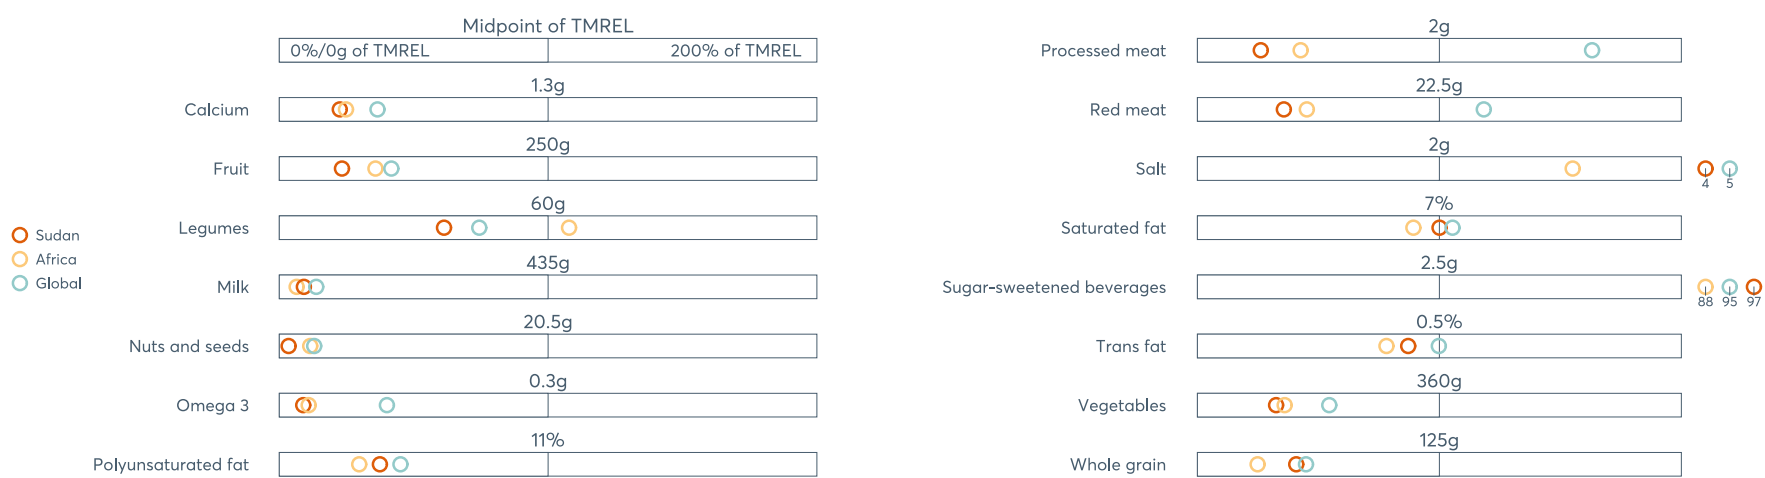 Midpoint of TMREL
0%/0g of TMREL
200% of TMREL
1.3g
Calcium
250g
Fruit
60g
Legumes
435g
Milk
20.5g
Nuts and seeds
0.3g
Omega 3
11%
Polyunsaturated fat
Sudan
Africa
Global
2g
Processed meat
22.5g
Red meat
2g
Salt
4 5
7%
Saturated fat
2.5g
Sugar-sweetened beverages
88 95 97
0.5%
Trans fat
360g
Vegetables
125g
Whole grain